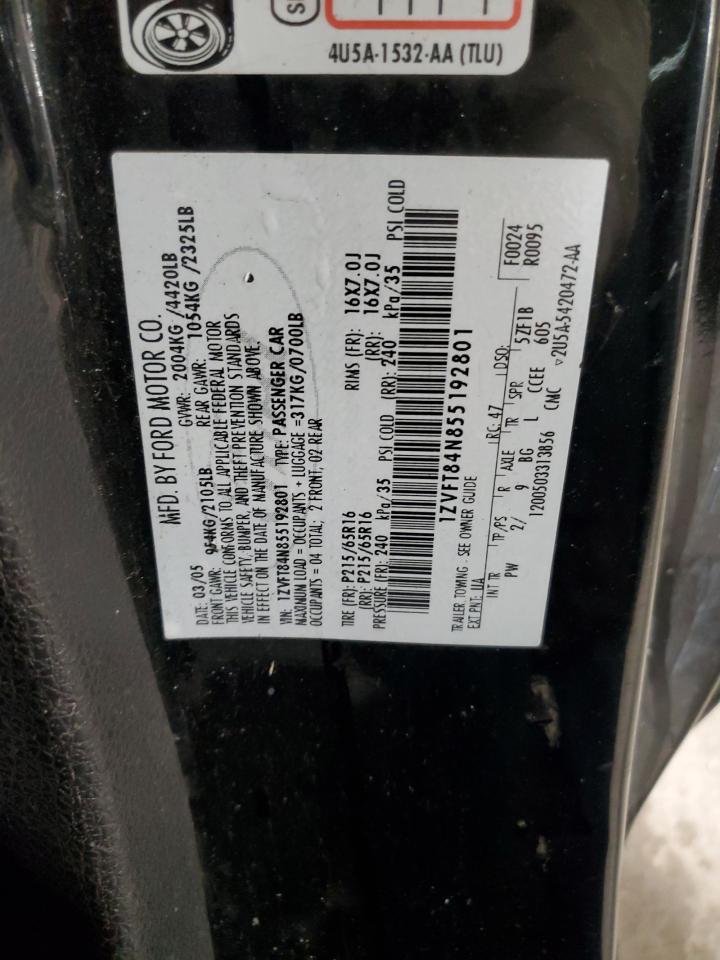 4U5A-1532-AA (TLU)
MFD. BY FORD MOTOR CO.
DATE: 03/05 GVWR: 2004KG /4420LB
FRONT GAWR: 954KG/2105LB REAR GAWR: 1054KG /2325LB
THIS VEHICLE CONFORMS TO ALL APPLICABLE FEDERAL MOTOR
VEHICLE SAFETY, BUMPER, AND THEFT PREVENTION STANDARDS
IN EFFECT ON THE DATE OF MANUFACTURE SHOWN ABOVE.
VIN: 1ZVFT84N855192801 TYPE: PASSENGER CAR
MAXIMUM LOAD = OCCUPANTS + LUGGAGE =317KG/0700LB
OCCUPANTS = 04 TOTAL: 2 FRONT, 02 REAR
TIRE (FR): P215/65R16 RIMS (FR): 16X7.0J
(RR): P215/65R16 (RR): 16X7.0J
PRESSURE (FR): 240 kPa/35 PSI COLD (RR): 240 kPa/35 PSI COLD
1ZVFT84N855192801
TRAILER TOWING - SEE OWNER GUIDE
EXT PNT: UA RC: 47 DSO: F0024
INT TR TP/PS R AXLE TR SPR 5ZF1B R0095
PW 2/ 9 BG L CCEE 605
1200503313856 CMC ▽2U5A-5420472-AA